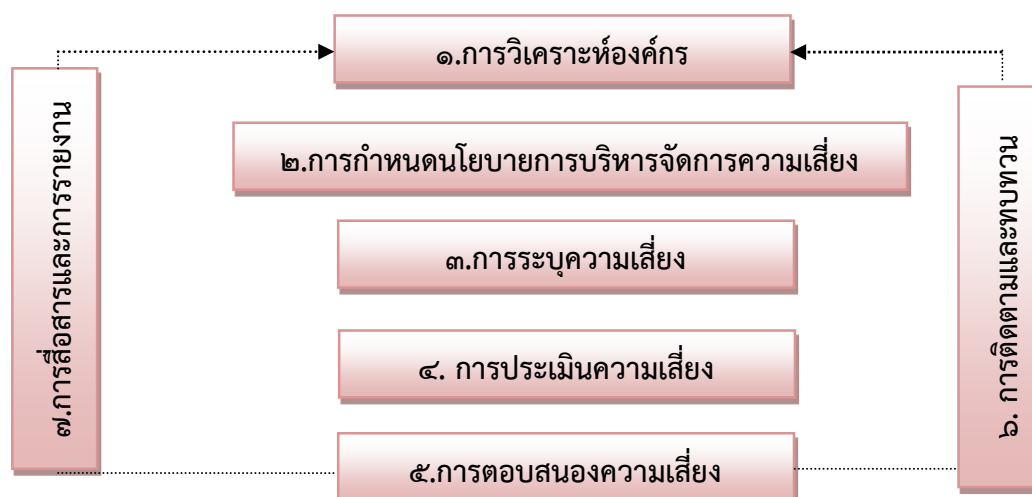 ๑.การวิเคราะห์องค์กร
๒.การกำหนดนโยบายการบริหารจัดการความเสี่ยง
๓.การระบุความเสี่ยง
๔. การประเมินความเสี่ยง
๕.การตอบสนองความเสี่ยง
๖. การติดตามและทบทวน
๗.การสื่อสารและการรายงาน